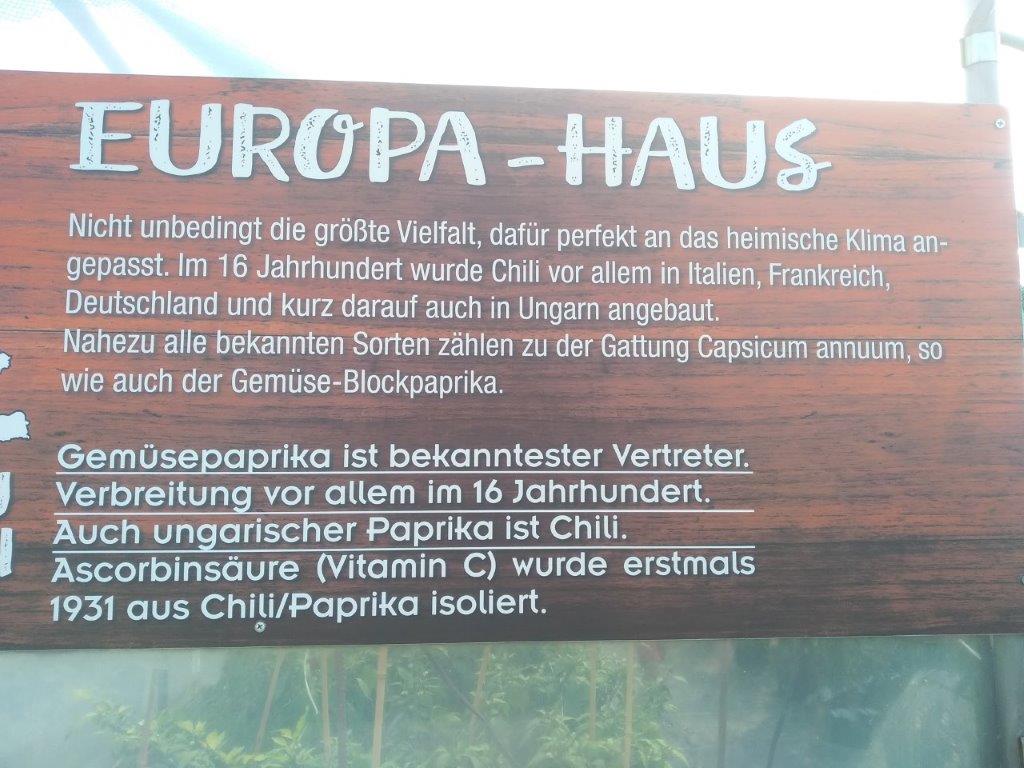 EUROPA-HAUS
Nicht unbedingt die größte Vielfalt, dafür perfekt an das heimische Klima an-
gepasst. Im 16 Jahrhundert wurde Chili vor allem in Italien, Frankreich,
Deutschland und kurz darauf auch in Ungarn angebaut.
Nahezu alle bekannten Sorten zählen zu der Gattung Capsicum annuum, so
wie auch der Gemüse-Blockpaprika.
Gemüsepaprika ist bekanntester Vertreter.
Verbreitung vor allem im 16 Jahrhundert.
Auch ungarischer Paprika ist Chili.
Ascorbinsäure (Vitamin C) wurde erstmals
1931 aus Chili/Paprika isoliert.